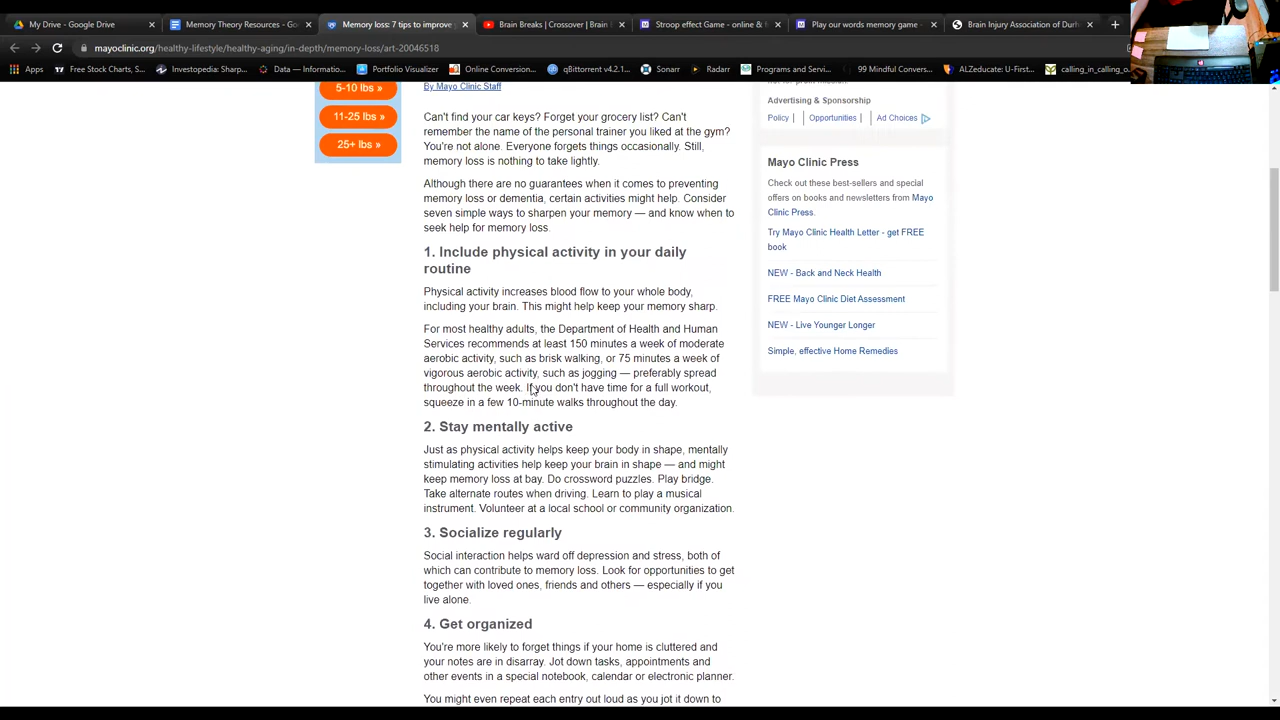 My Drive - Google Drive
Memory Theory Resources - Go
Memory loss: 7 tips to improve y
Brain Breaks | Crossover | Brain
Stroop effect Game - online &
Play our words memory game
Brain Injury Association of Durh
mayoclinic.org/healthy-lifestyle/healthy-aging/in-depth/memory-loss/art-20046518
Apps
Free Stock Charts, S...
Investopedia: Sharp...
Data — Informatio...
Portfolio Visualizer
Online Conversion...
qBittorrent v4.2.1...
Sonarr
Radarr
Programs and Servi...
99 Mindful Convers...
ALZeducate: U-First...
calling_in_calling_o...
5-10 lbs »
11-25 lbs »
25+ lbs »
By Mayo Clinic Staff
Can't find your car keys? Forget your grocery list? Can't
remember the name of the personal trainer you liked at the gym?
You're not alone. Everyone forgets things occasionally. Still,
memory loss is nothing to take lightly.
Although there are no guarantees when it comes to preventing
memory loss or dementia, certain activities might help. Consider
seven simple ways to sharpen your memory — and know when to
seek help for memory loss.
1. Include physical activity in your daily
routine
Physical activity increases blood flow to your whole body,
including your brain. This might help keep your memory sharp.
For most healthy adults, the Department of Health and Human
Services recommends at least 150 minutes a week of moderate
aerobic activity, such as brisk walking, or 75 minutes a week of
vigorous aerobic activity, such as jogging — preferably spread
throughout the week. If you don't have time for a full workout,
squeeze in a few 10-minute walks throughout the day.
2. Stay mentally active
Just as physical activity helps keep your body in shape, mentally
stimulating activities help keep your brain in shape — and might
keep memory loss at bay. Do crossword puzzles. Play bridge.
Take alternate routes when driving. Learn to play a musical
instrument. Volunteer at a local school or community organization.
3. Socialize regularly
Social interaction helps ward off depression and stress, both of
which can contribute to memory loss. Look for opportunities to get
together with loved ones, friends and others — especially if you
live alone.
4. Get organized
You're more likely to forget things if your home is cluttered and
your notes are in disarray. Jot down tasks, appointments and
other events in a special notebook, calendar or electronic planner.
You might even repeat each entry out loud as you jot it down to
Advertising & Sponsorship
Policy | Opportunities | Ad Choices
Mayo Clinic Press
Check out these best-sellers and special
offers on books and newsletters from Mayo
Clinic Press.
Try Mayo Clinic Health Letter - get FREE
book
NEW - Back and Neck Health
FREE Mayo Clinic Diet Assessment
NEW - Live Younger Longer
Simple, effective Home Remedies